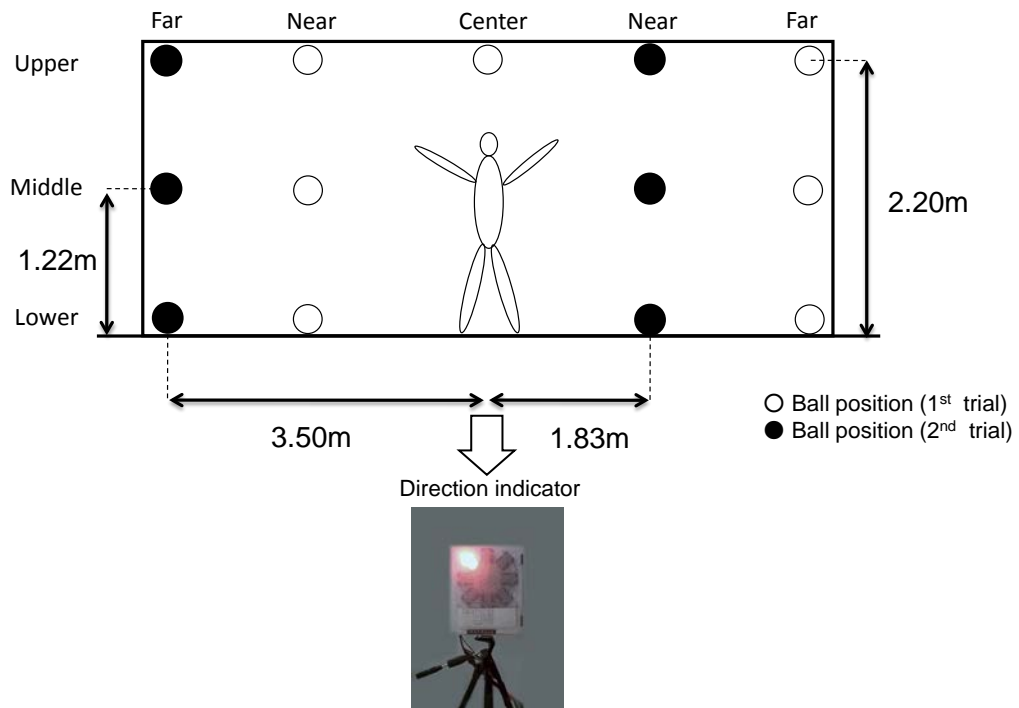 Far Near Center Near Far
Upper
Middle
2.20m
1.22m
Lower
○ Ball position (1st trial)
● Ball position (2nd trial)
3.50m 1.83m
Direction indicator